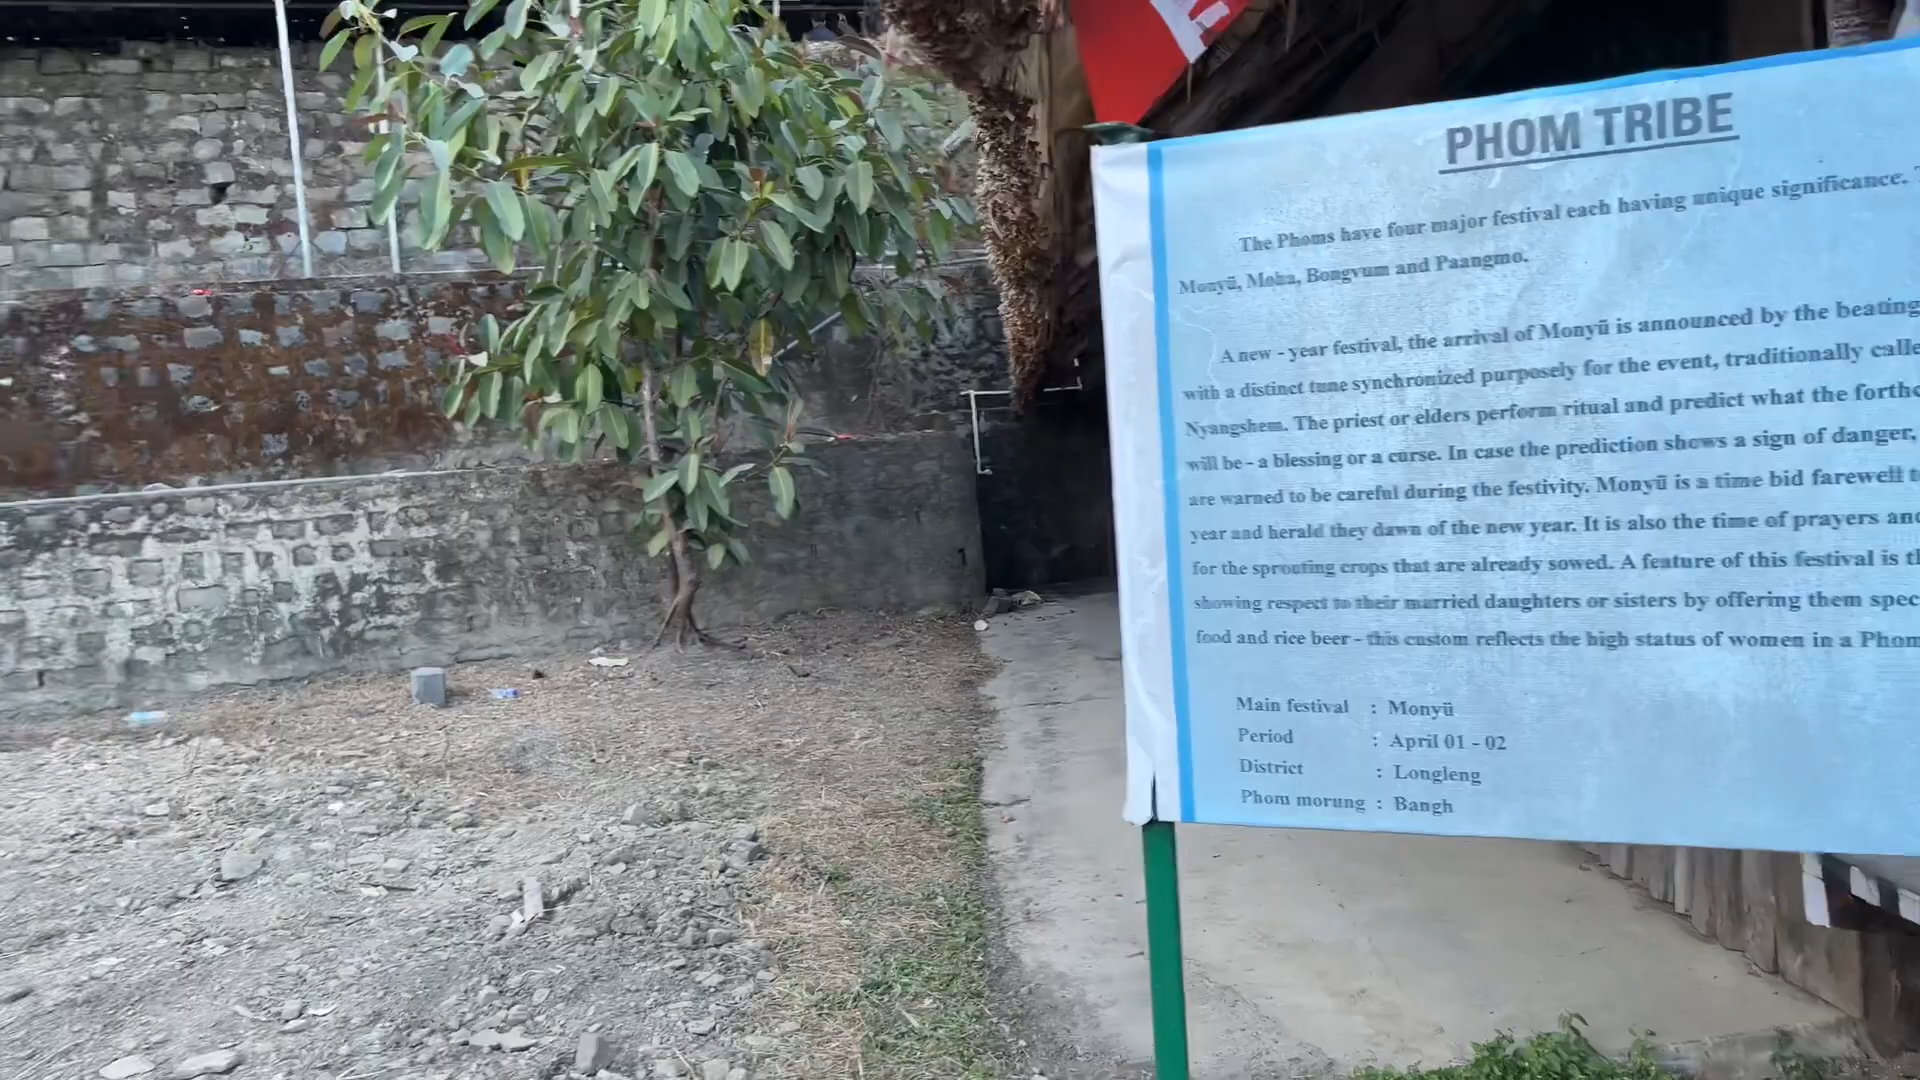 PHOM TRIBE
The Phoms have four major festival each having unique significance.
Monyü, Moha, Bongvum and Paangmo.
A new - year festival, the arrival of Monyü is announced by the beating
with a distinct tune synchronized purposely for the event, traditionally
Nyangshem. The priest or elders perform ritual and predict what the
will be - a blessing or a curse. In case the prediction shows a sign of danger,
are warned to be careful during the festivity. Monyü is a time bid farewell
year and herald they dawn of the new year. It is also the time of prayers
for the sprouting crops that are already sowed. A feature of this festival is
showing respect to their married daughters or sisters by offering them
food and rice beer - this custom reflects the high status of women in a Phom
Main festival : Monyü
Period : April 01 - 02
District : Longleng
Phom morung : Bangh